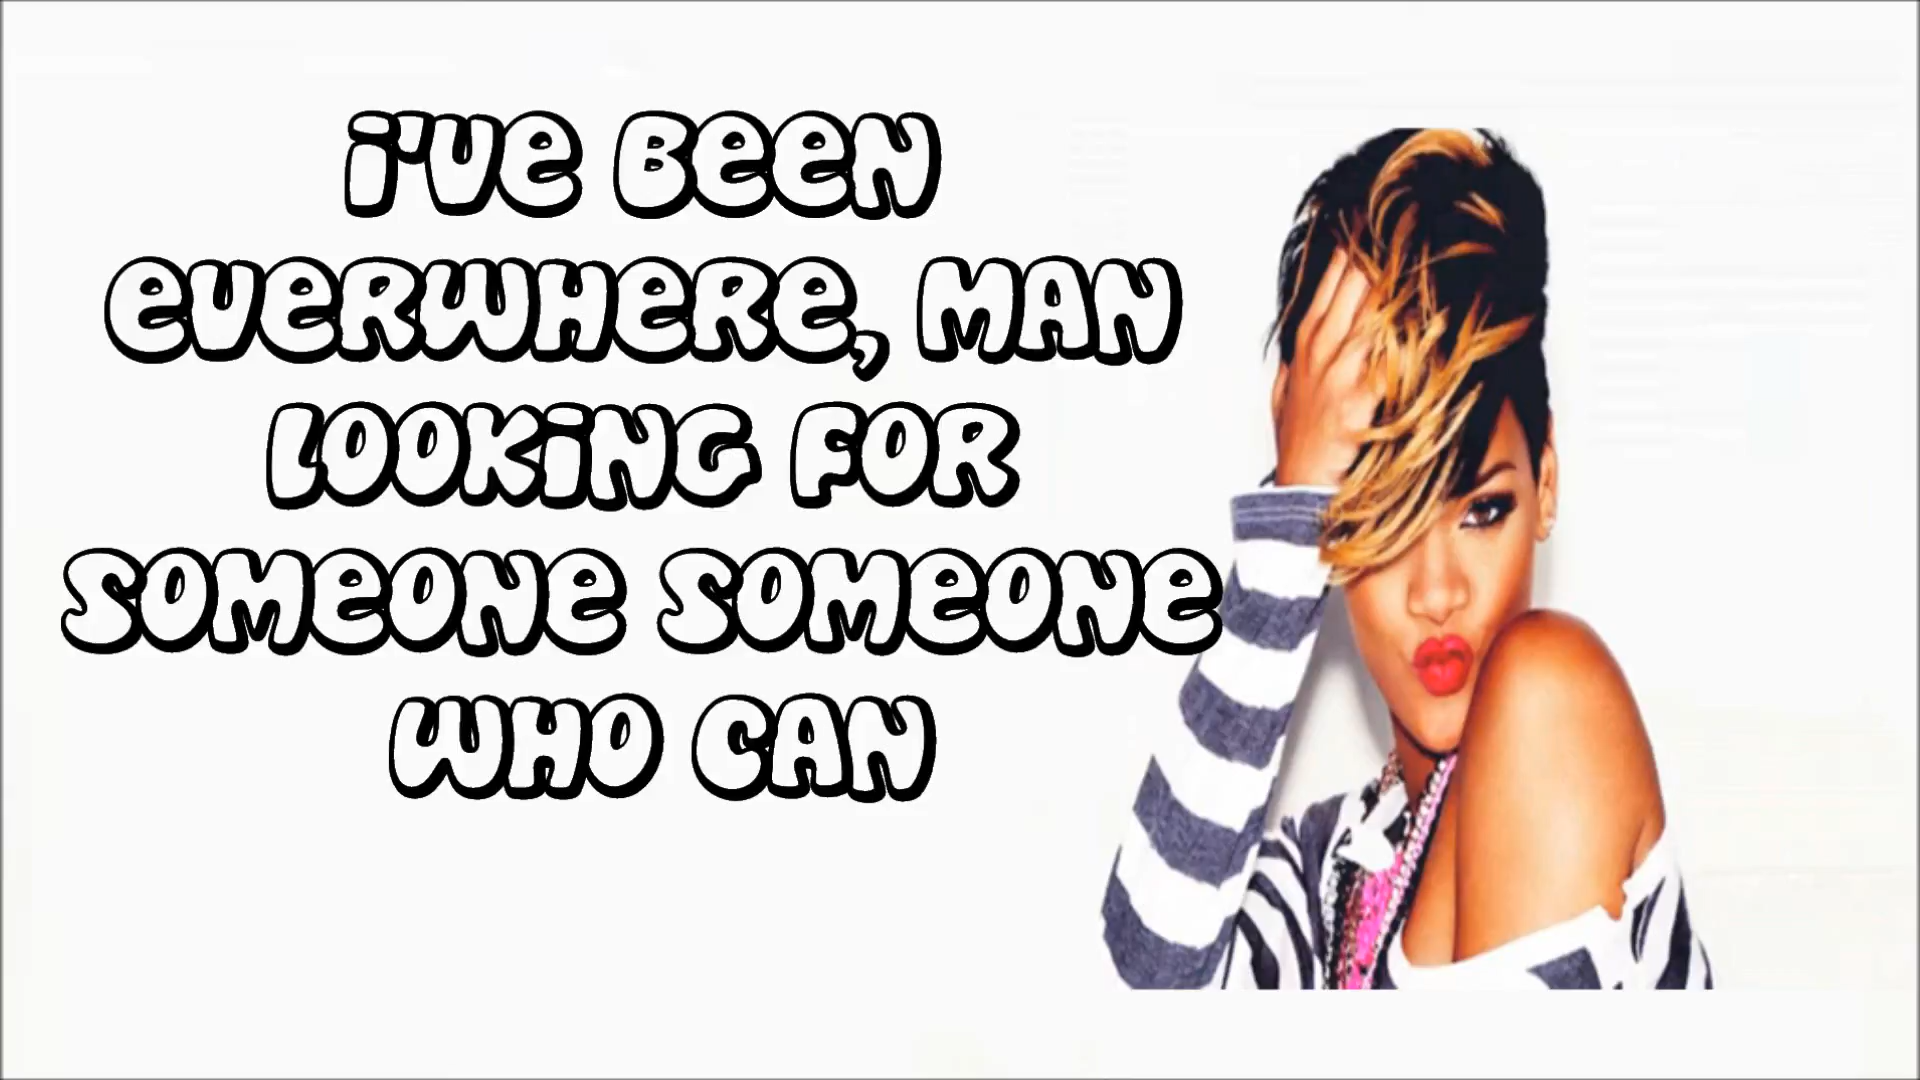 i've been
everwhere, man
looking for
someone someone
who can